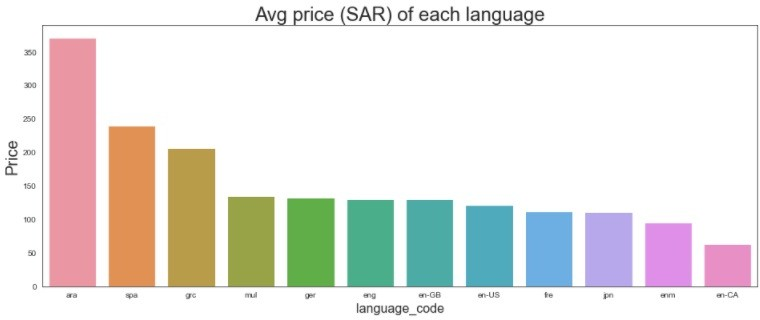 Avg price (SAR) of each language
Price
350
300
250
200
150
100
50
0
ara spa grc mul ger eng en-GB en-US fre jpn enm en-CA
language_code